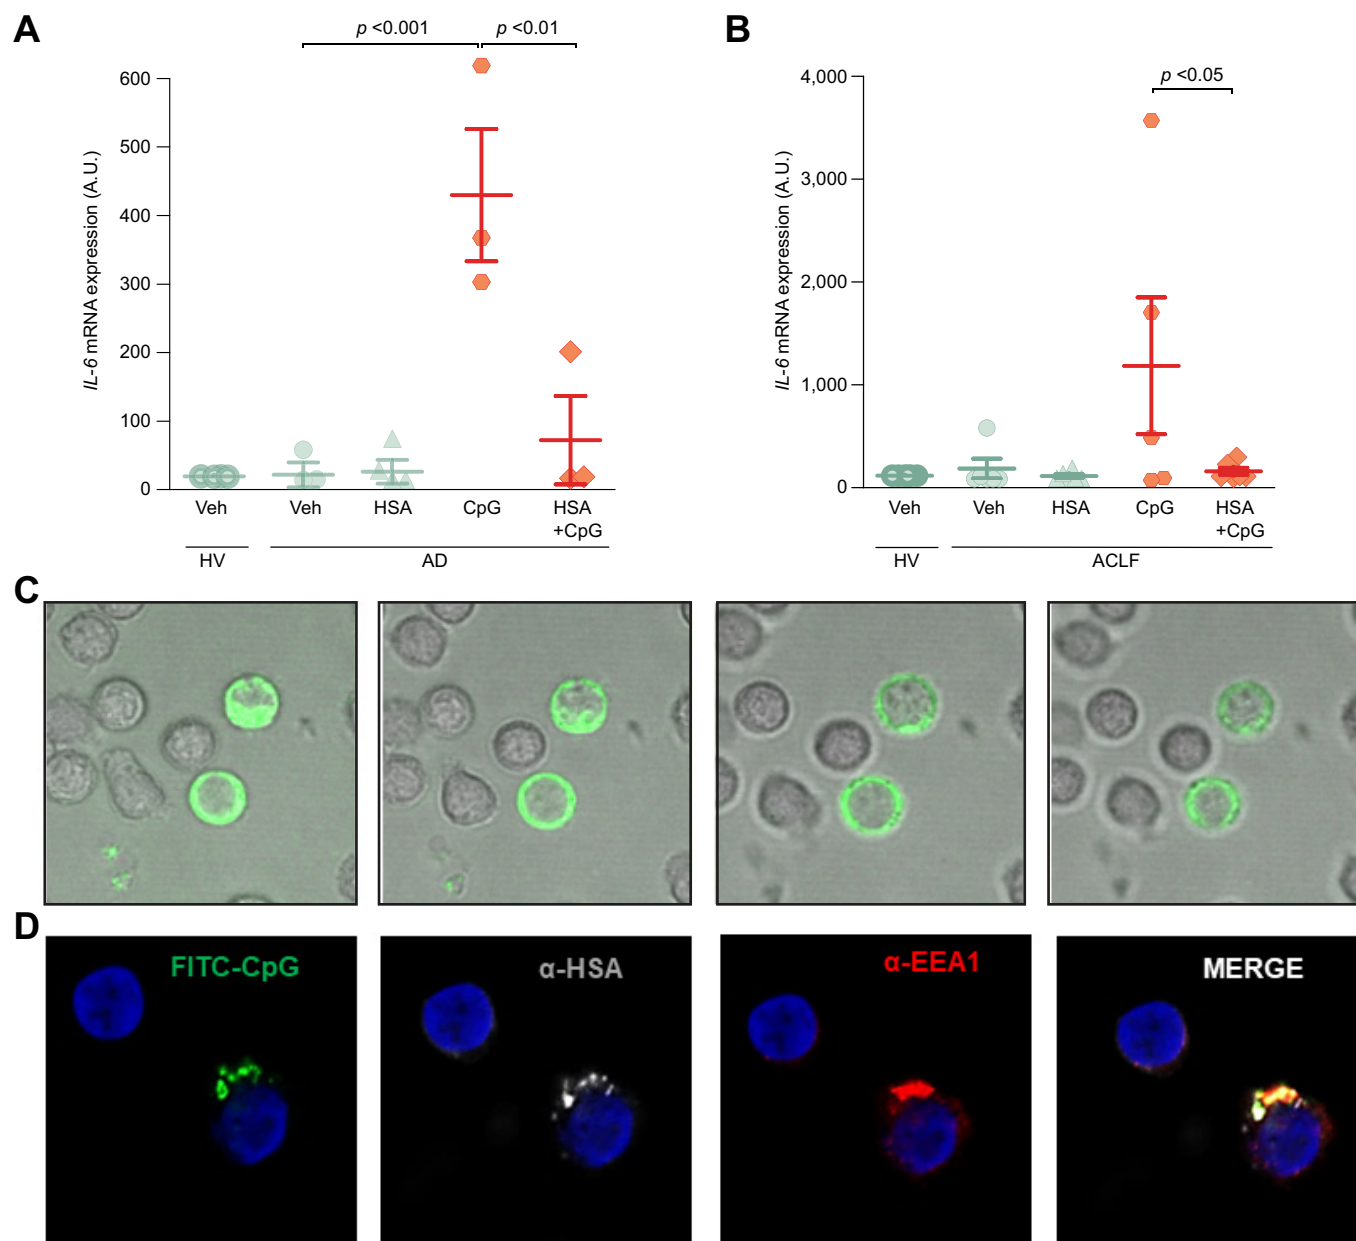 A
p <0.001
p <0.01
600
500
400
300
200
100
0
IL-6 mRNA expression (A.U.)
Veh
Veh
HSA
CpG
HSA
+CpG
HV
AD
B
p <0.05
4,000
3,000
2,000
1,000
0
IL-6 mRNA expression (A.U.)
Veh
Veh
HSA
CpG
HSA
+CpG
HV
ACLF
C
D
FITC-CpG
α-HSA
α-EEA1
MERGE